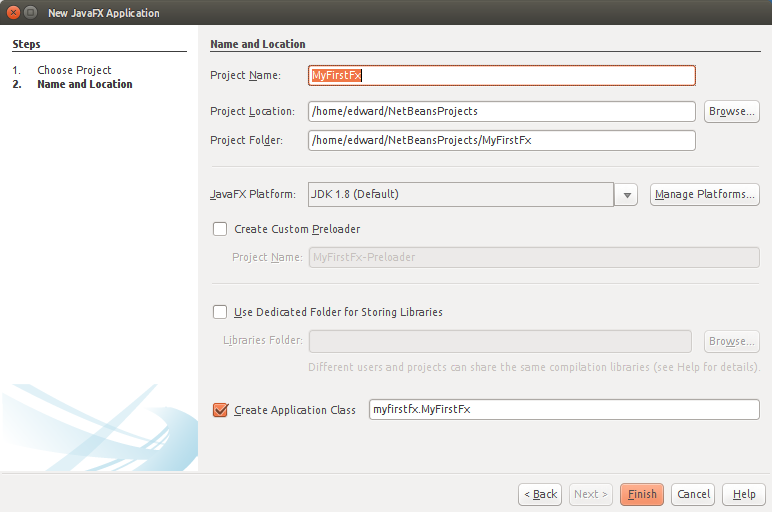 New JavaFX Application
Steps
1. Choose Project
2. Name and Location
Name and Location
Project Name: MyFirstFx
Project Location: /home/edward/NetBeansProjects Browse...
Project Folder: /home/edward/NetBeansProjects/MyFirstFx
JavaFX Platform: JDK 1.8 (Default) Manage Platforms...
Create Custom Preloader
Project Name: MyFirstFx-Preloader
Use Dedicated Folder for Storing Libraries
Libraries Folder: Browse...
Different users and projects can share the same compilation libraries (see Help for details).
Create Application Class myfirstfx.MyFirstFx
< Back Next > Finish Cancel Help